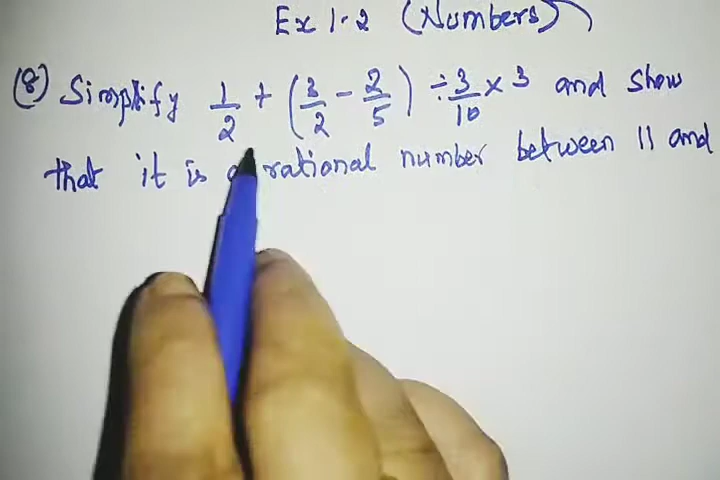 Ex 1.2 (Numbers)
(8) Simplify 1/2 + (3/2 - 2/5) ÷ 3/10 × 3 and show
that it is a rational number between 11 and